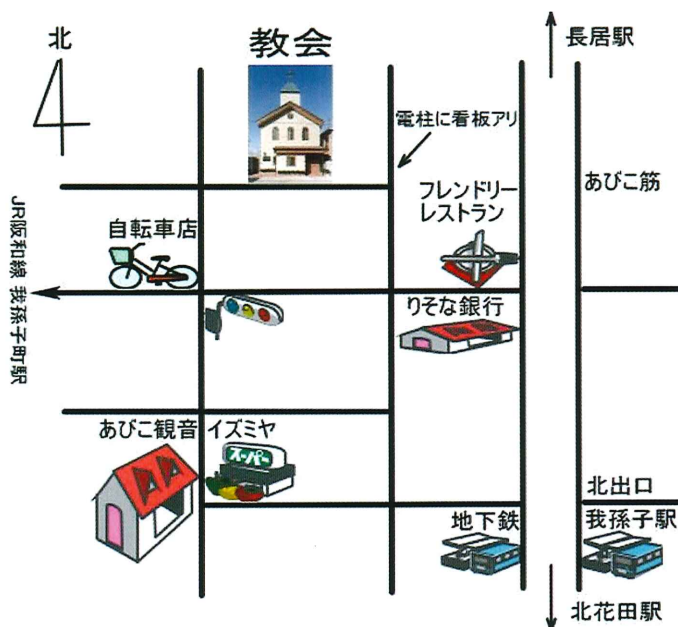 北
教会
長居駅
電柱に看板アリ
あびこ筋
フレンドリー
レストラン
自転車店
JR阪和線 我孫子町駅
りそな銀行
あびこ観音
イズミヤ
スーパー
北出口
地下鉄
我孫子駅
北花田駅